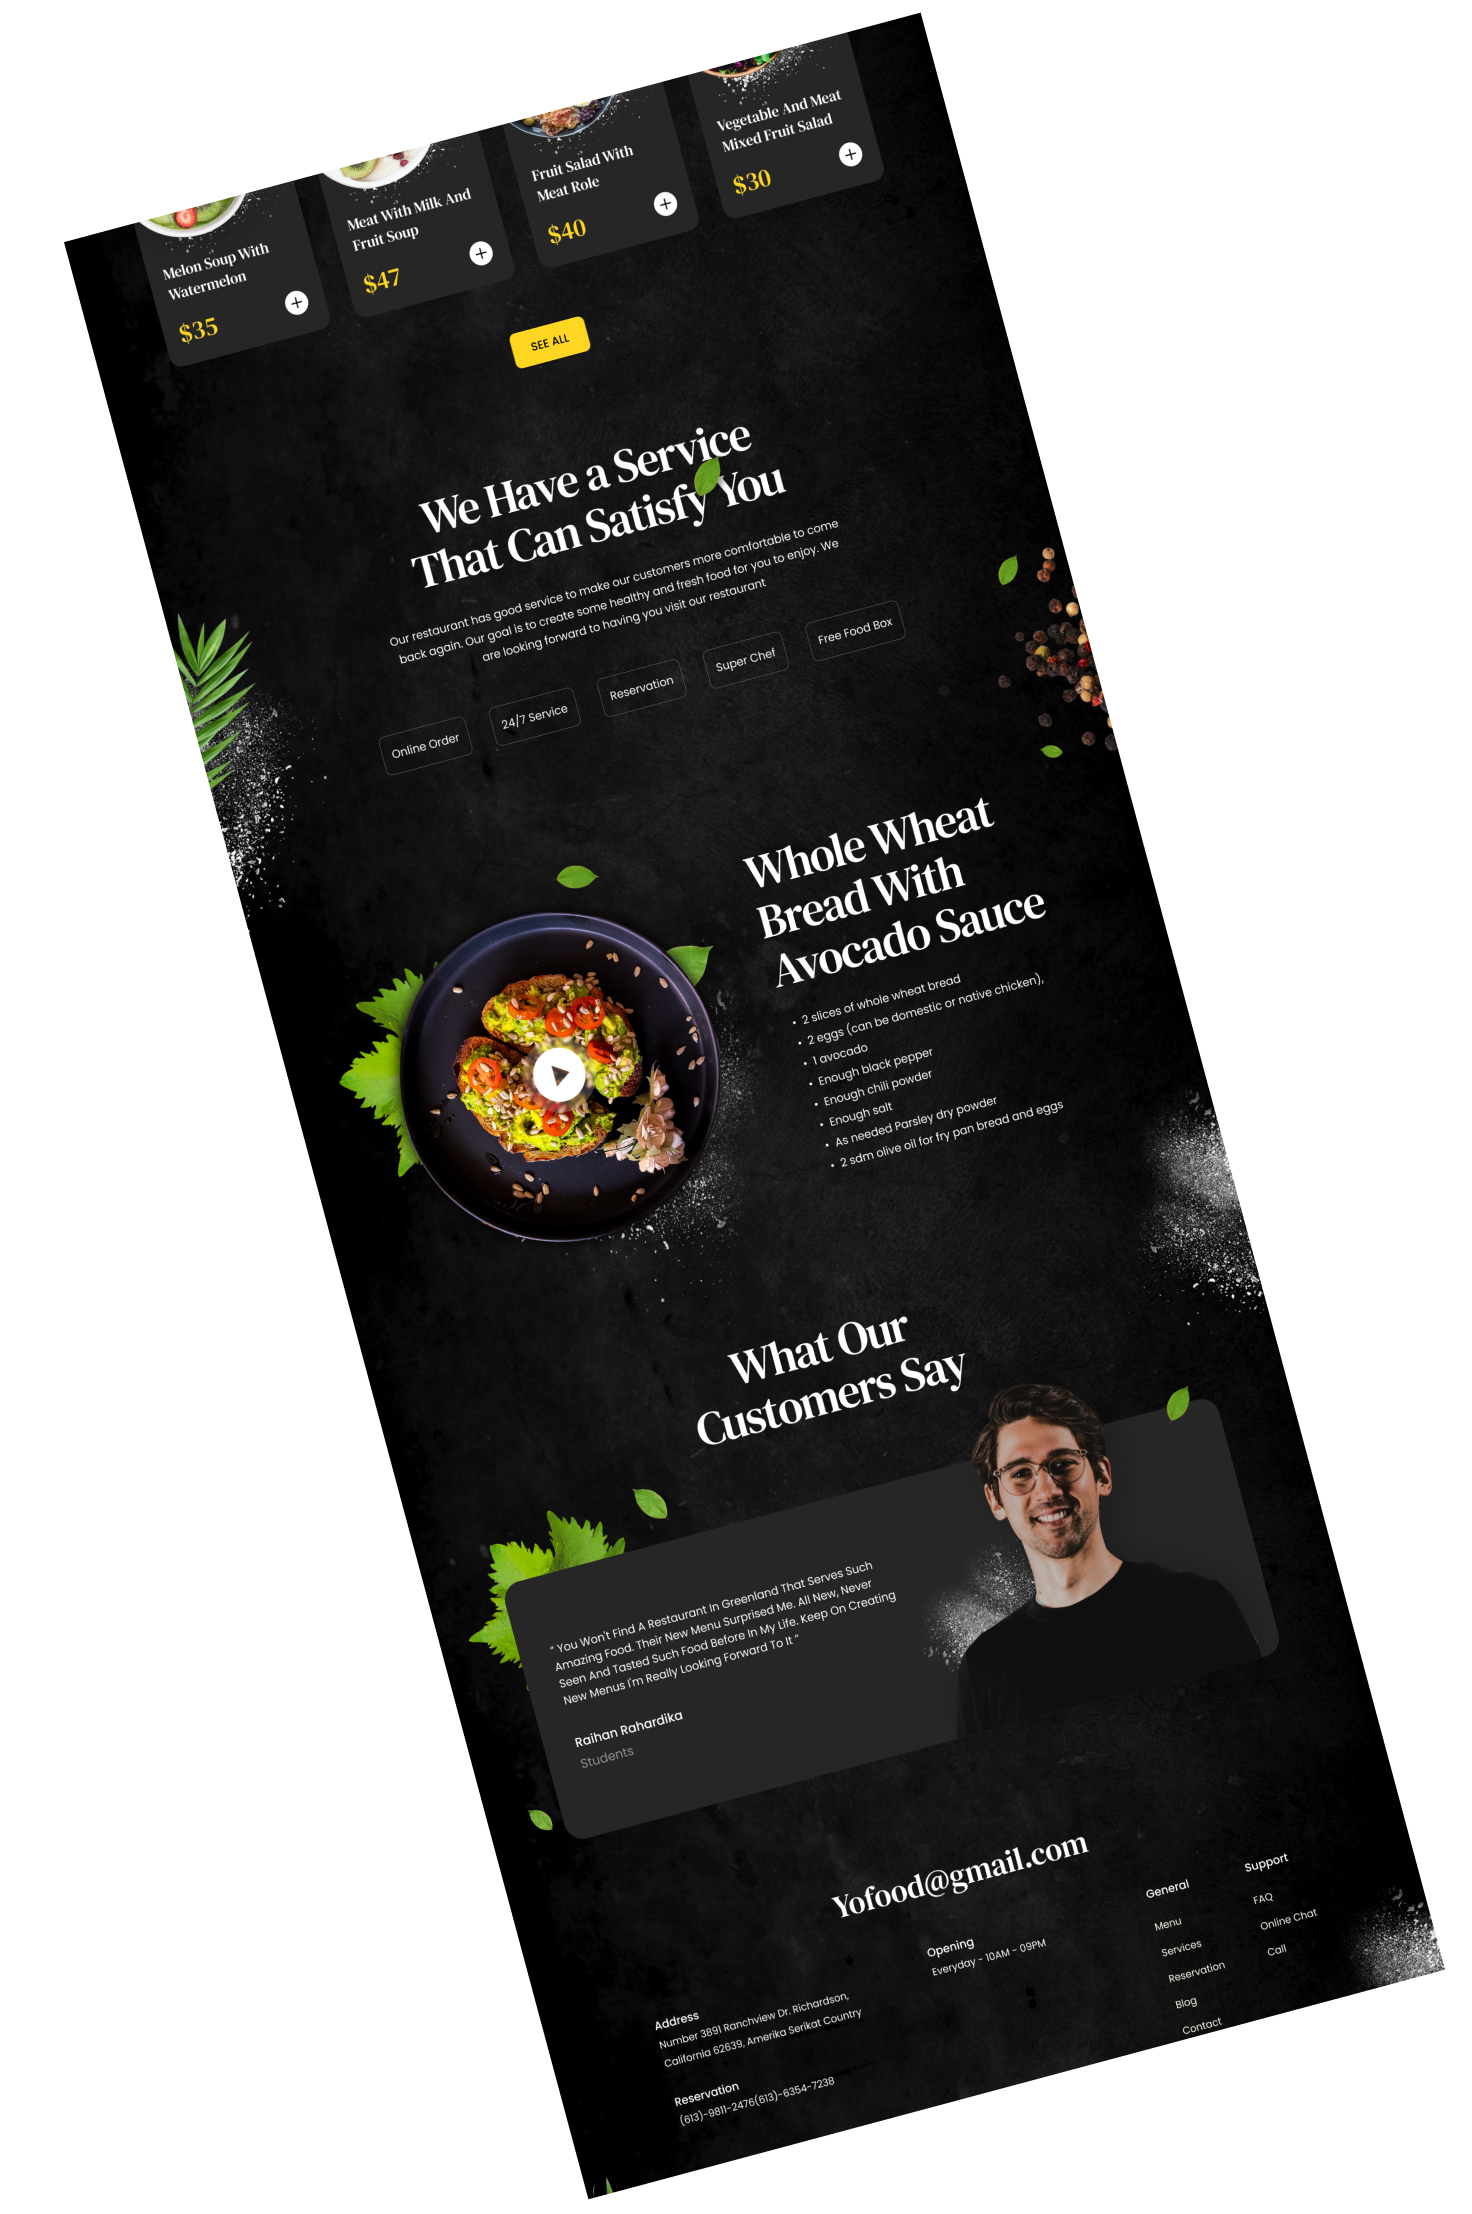 Melon Soup With
Watermelon
$35
Meat With Milk And
Fruit Soup
$47
Fruit Salad With
Meat Role
$40
Vegetable And Meat
Mixed Fruit Salad
$30
SEE ALL
We Have a Service
That Can Satisfy You
Our restaurant has good service to make our customers more comfortable to come
back again. Our goal is to create some healthy and fresh food for you to enjoy. We
are looking forward to having you visit our restaurant
Online Order
24/7 Service
Reservation
Super Chef
Free Food Box
Whole Wheat
Bread With
Avocado Sauce
• 2 slices of whole wheat bread
• 2 eggs (can be domestic or native chicken),
• 1 avocado
• Enough black pepper
• Enough chili powder
• Enough salt
• As needed Parsley dry powder
• 2 sdm olive oil for fry pan bread and eggs
What Our
Customers Say
“ You Won't Find A Restaurant In Greenland That Serves Such
Amazing Food. Their New Menu Surprised Me. All New, Never
Seen And Tasted Such Food Before In My Life. Keep On Creating
New Menus I'm Really Looking Forward To It ”
Raihan Rahardika
Students
Yofood@gmail.com
Address
Number 3891 Ranchview Dr. Richardson,
California 62639, Amerika Serikat Country
Reservation
(613)-9811-2476(613)-6354-7238
Opening
Everyday - 10AM - 09PM
General
Menu
Services
Reservation
Blog
Contact
Support
FAQ
Online Chat
Call